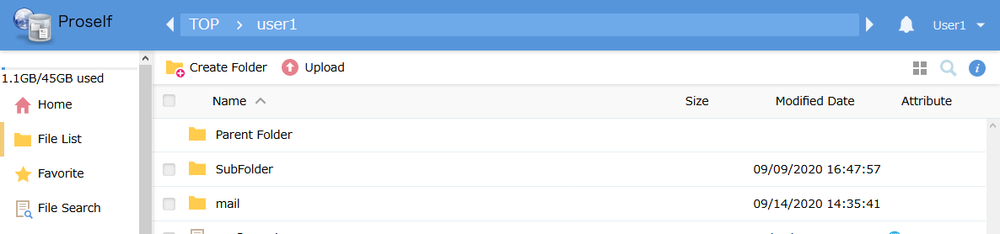 Proself
TOP > user1
User1
1.1GB/45GB used
Home
File List
Favorite
File Search
Create Folder
Upload
Name
Size
Modified Date
Attribute
Parent Folder
SubFolder 09/09/2020 16:47:57
mail 09/14/2020 14:35:41